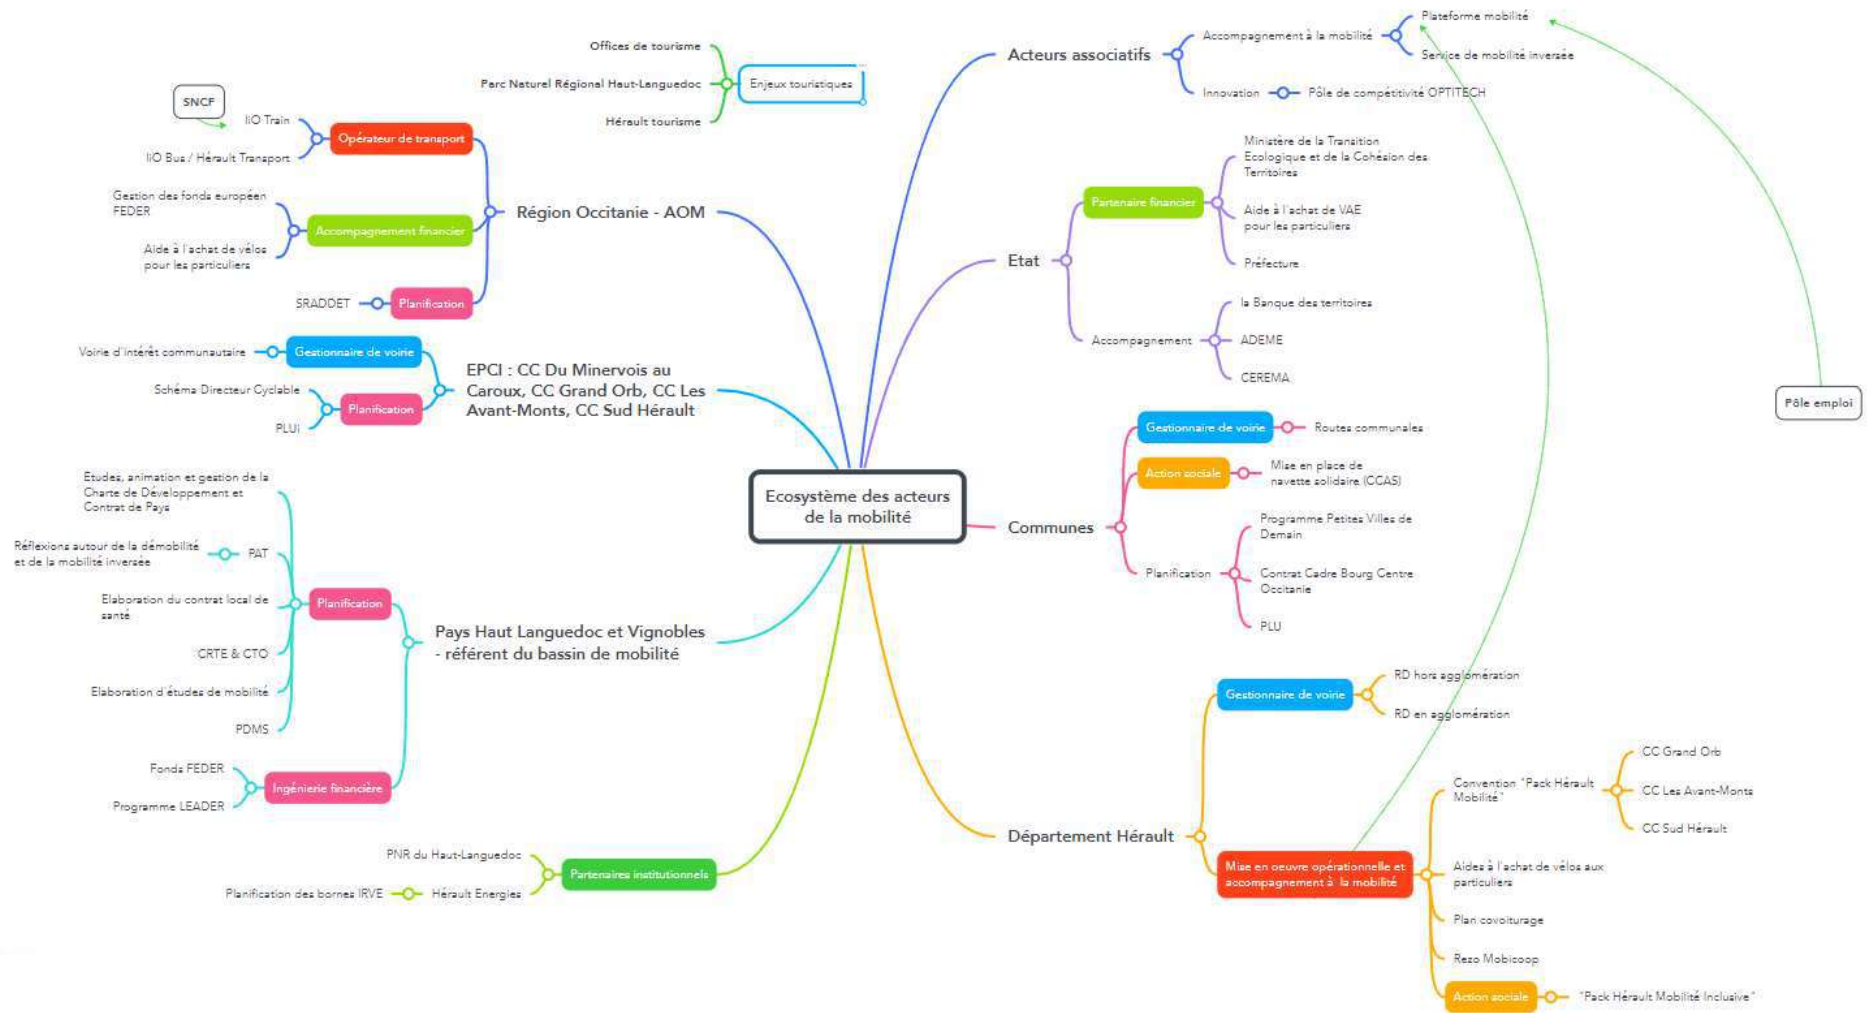 Offices de tourisme
Parc Naturel Régional Haut-Languedoc
Hérault tourisme
Enjeux touristiques
SNCF
liO Train
liO Bus / Hérault Transport
Opérateur de transport
Gestion des fonds européen
FEDER
Aide à l'achat de vélos
pour les particuliers
Accompagnement financier
SRADDET
Planification
Région Occitanie - AOM
Voirie d'intérêt communautaire
Gestionnaire de voirie
Schéma Directeur Cyclable
PLUi
Planification
EPCI : CC Du Minervois au
Caroux, CC Grand Orb, CC Les
Avant-Monts, CC Sud Hérault
Etudes, animation et gestion de la
Charte de Développement et
Contrat de Pays
Réflexions autour de la démobilité
et de la mobilité inversée
PAT
Elaboration du contrat local de
santé
CRTE & CTO
Elaboration d'études de mobilité
PDMS
Planification
Fonds FEDER
Programme LEADER
Ingénierie financière
Pays Haut Languedoc et Vignobles
- référent du bassin de mobilité
PNR du Haut-Languedoc
Planification des bornes IRVE
Hérault Energies
Partenaires institutionnels
Ecosystème des acteurs
de la mobilité
Acteurs associatifs
Accompagnement à la mobilité
Plateforme mobilité
Service de mobilité inversée
Innovation
Pôle de compétitivité OPTITECH
Etat
Partenaire financier
Ministère de la Transition
Ecologique et de la Cohésion des
Territoires
Aide à l'achat de VAE
pour les particuliers
Préfecture
Accompagnement
la Banque des territoires
ADEME
CEREMA
Pôle emploi
Communes
Gestionnaire de voirie
Routes communales
Action sociale
Mise en place de
navette solidaire (CCAS)
Planification
Programme Petites Villes de
Demain
Contrat Cadre Bourg Centre
Occitanie
PLU
Département Hérault
Gestionnaire de voirie
RD hors agglomération
RD en agglomération
Mise en oeuvre opérationnelle et
accompagnement à la mobilité
Convention "Pack Hérault
Mobilité"
CC Grand Orb
CC Les Avant-Monts
CC Sud Hérault
Aides à l'achat de vélos aux
particuliers
Plan covoiturage
Rezo Mobicoop
Action sociale
"Pack Hérault Mobilité Inclusive"